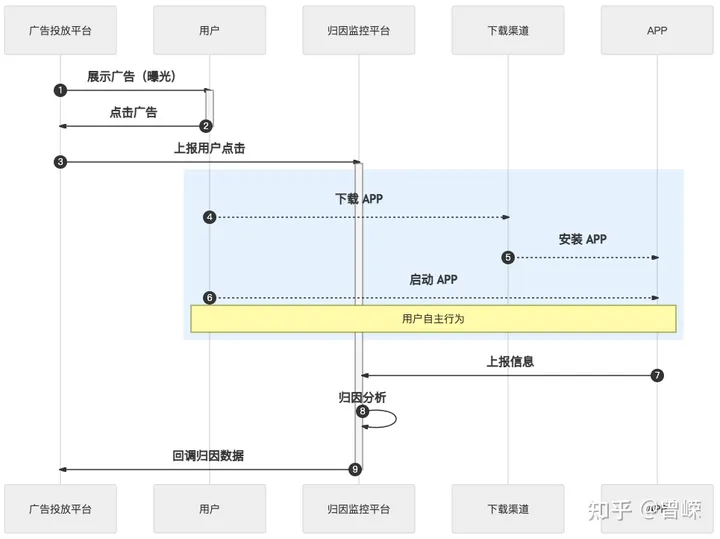 广告投放平台
用户
归因监控平台
下载渠道
APP
展示广告（曝光）
1
点击广告
2
上报用户点击
3
下载 APP
4
安装 APP
5
启动 APP
6
用户自主行为
上报信息
7
归因分析
8
回调归因数据
9
广告投放平台
用户
归因监控平台
下载渠道
APP
知乎 @曾嵘